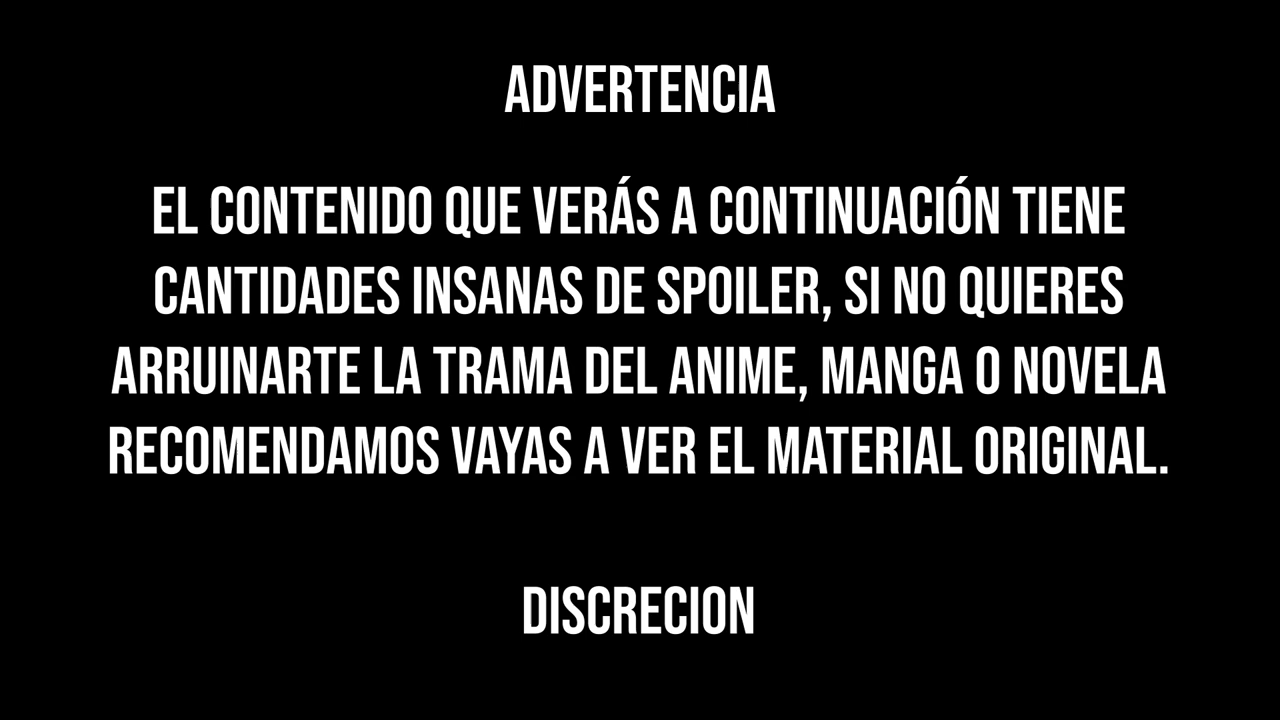 ADVERTENCIA
EL CONTENIDO QUE VERÁS A CONTINUACIÓN TIENE
CANTIDADES INSANAS DE SPOILER, SI NO QUIERES
ARRUINARTE LA TRAMA DEL ANIME, MANGA O NOVELA
RECOMENDAMOS VAYAS A VER EL MATERIAL ORIGINAL.
DISCRECION